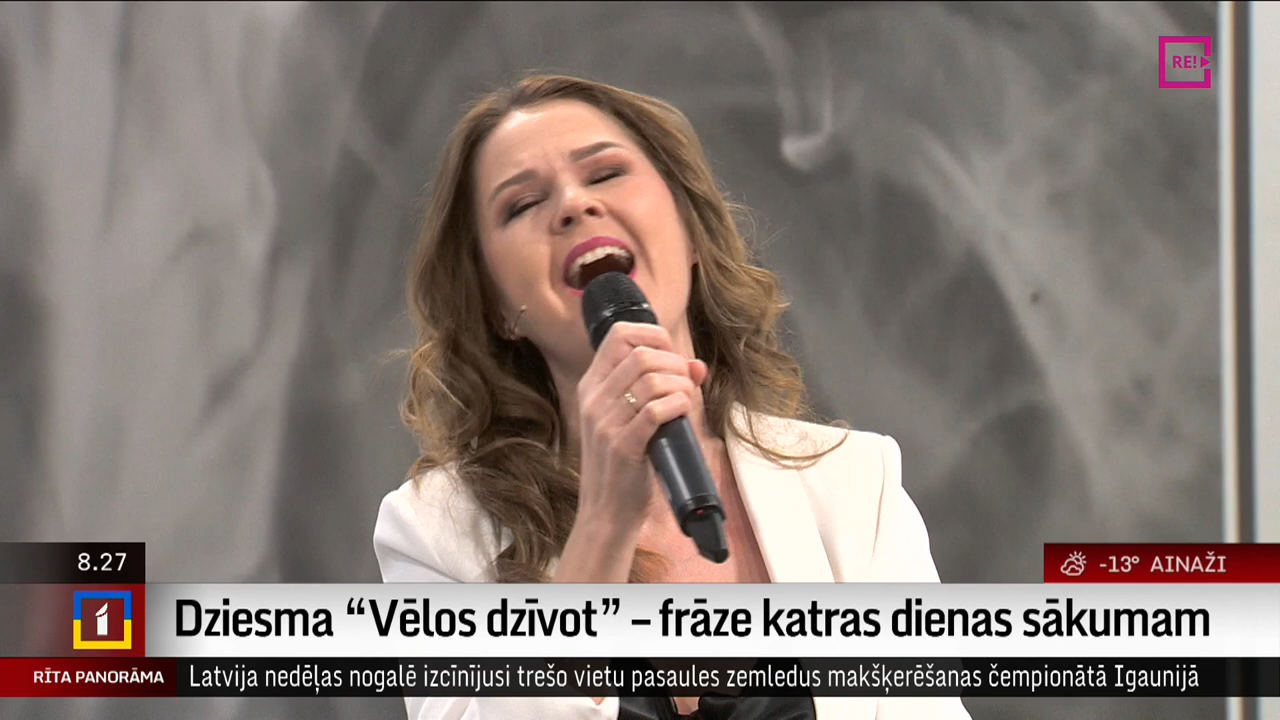 RE!
8.27
-13° AINAŽI
1
Dziesma “Vēlos dzīvot” – frāze katras dienas sākumam
RĪTA PANORĀMA
Latvija nedēļas nogalē izcīnījusi trešo vietu pasaules zemledus makšķerēšanas čempionātā Igaunijā